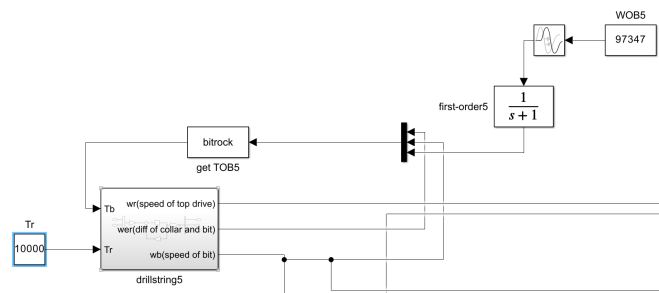 WOB5
97347
first-order5
1
s + 1
bitrock
get TOB5
Tr
10000
Tb
Tr
wr(speed of top drive)
wer(diff of collar and bit)
wb(speed of bit)
drillstring5